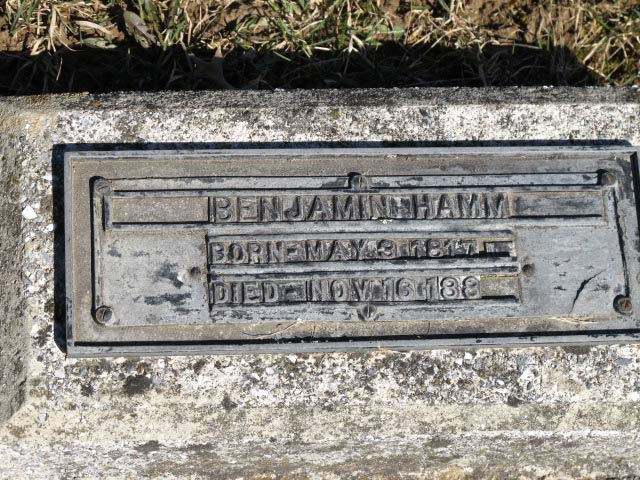 BENJAMIN HAMM
BORN MAY 3 1817
DIED NOV 16 188